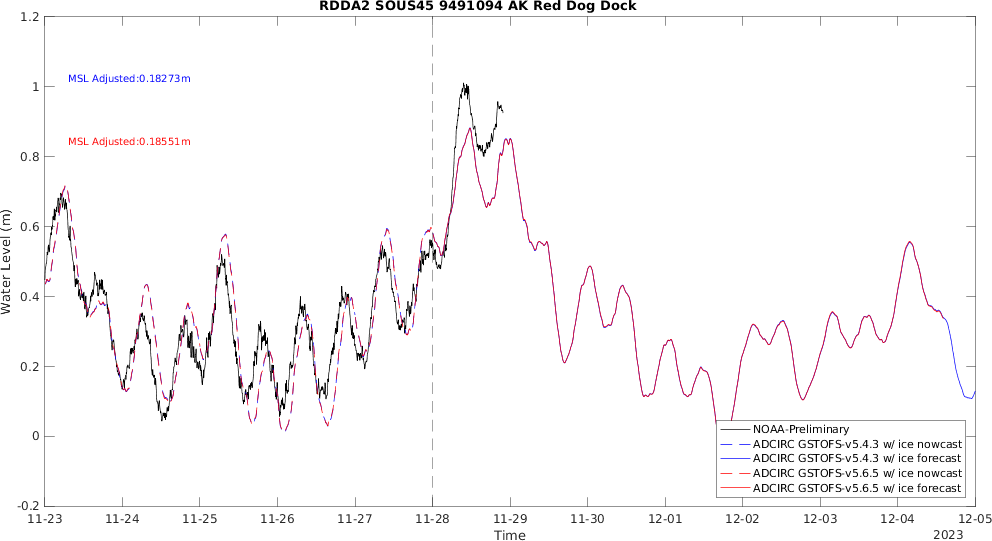 RDDA2 SOUS45 9491094 AK Red Dog Dock
1.2
1
0.8
0.6
0.4
0.2
0
-0.2
Water Level (m)
MSL Adjusted:0.18273m
MSL Adjusted:0.18551m
NOAA-Preliminary
ADCIRC GSTOFS-v5.4.3 w/ ice nowcast
ADCIRC GSTOFS-v5.4.3 w/ ice forecast
ADCIRC GSTOFS-v5.6.5 w/ ice nowcast
ADCIRC GSTOFS-v5.6.5 w/ ice forecast
11-23 11-24 11-25 11-26 11-27 11-28 11-29 11-30 12-01 12-02 12-03 12-04 12-05
Time
2023